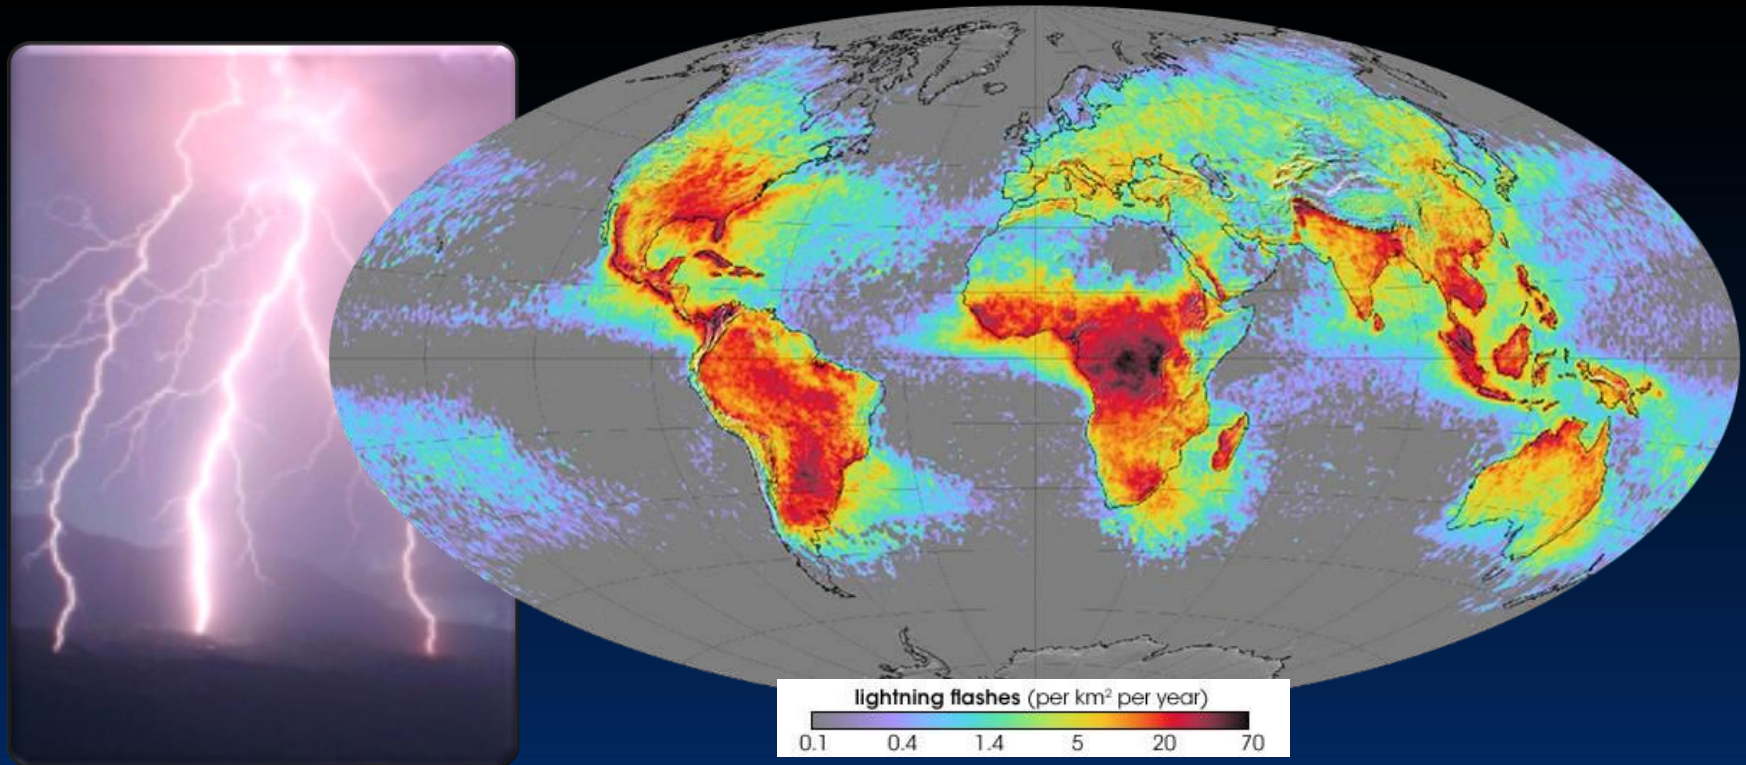 lightning flashes (per km² per year)
0.1 0.4 1.4 5 20 70